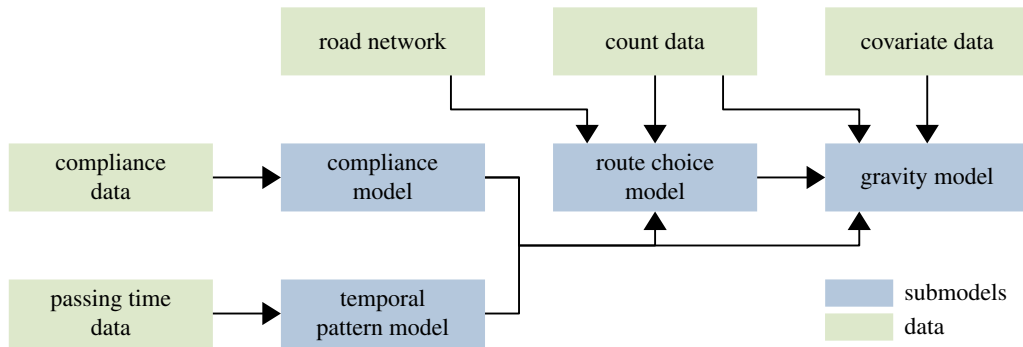 road network
count data
covariate data
compliance
data
compliance
model
route choice
model
gravity model
passing time
data
temporal
pattern model
submodels
data